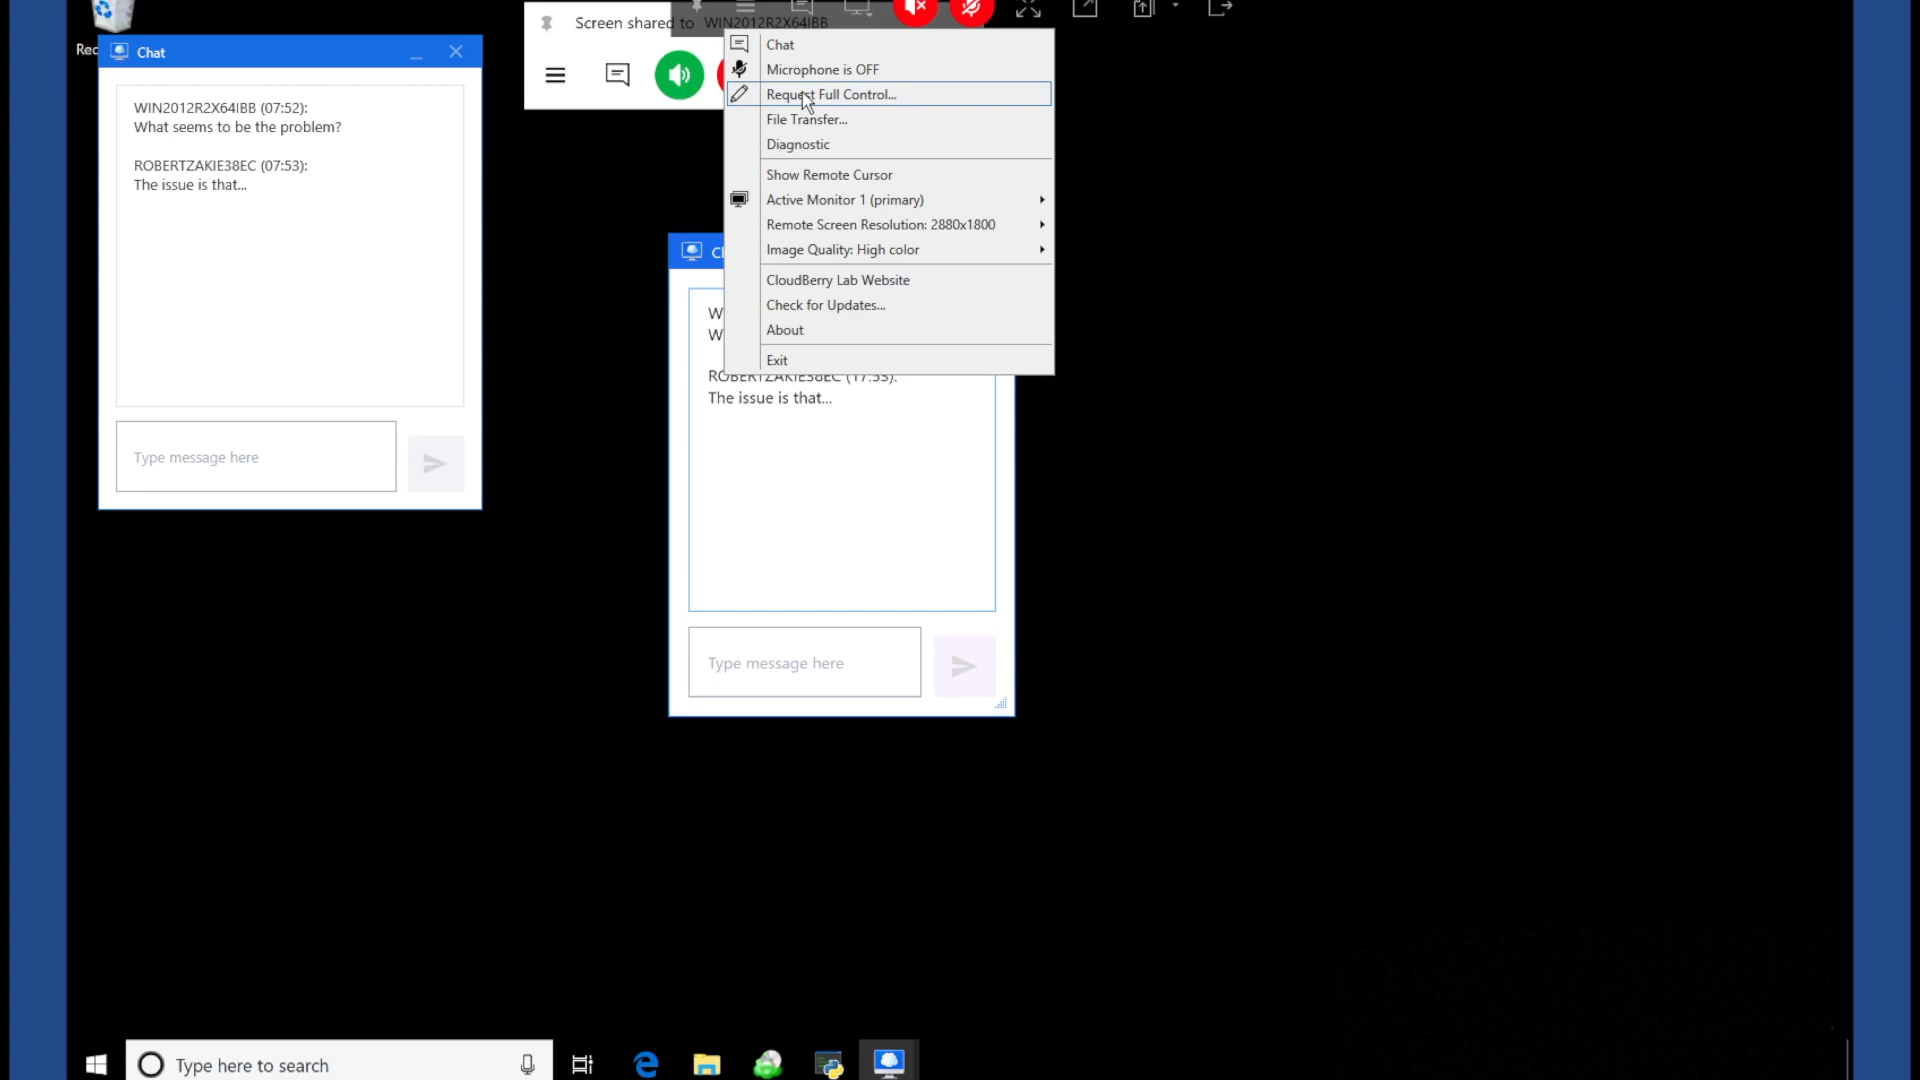 Rec
Chat
WIN2012R2X64IBB (07:52):
What seems to be the problem?
ROBERTZAKIE38EC (07:53):
The issue is that...
Type message here
Screen shared to WIN2012R2X64IBB
Chat
Microphone is OFF
Request Full Control...
File Transfer...
Diagnostic
Show Remote Cursor
Active Monitor 1 (primary)
Remote Screen Resolution: 2880x1800
Image Quality: High color
CloudBerry Lab Website
Check for Updates...
About
Exit
W
W
ROBERTZAKIE38EC (17:53):
The issue is that...
Type message here
Type here to search